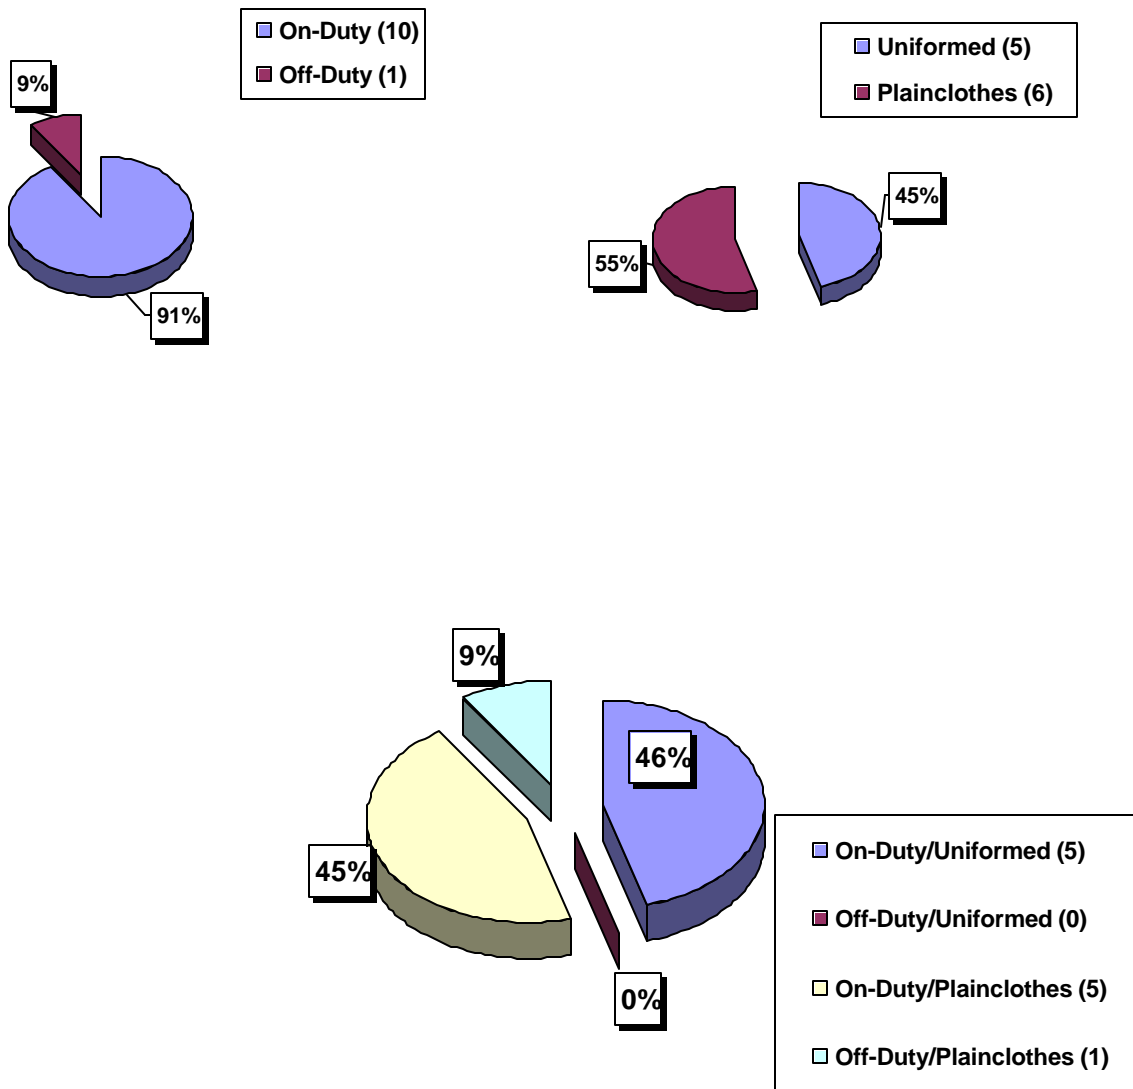 On-Duty (10)
Off-Duty (1)
9%
91%
Uniformed (5)
Plainclothes (6)
45%
55%
9%
46%
45%
0%
On-Duty/Uniformed (5)
Off-Duty/Uniformed (0)
On-Duty/Plainclothes (5)
Off-Duty/Plainclothes (1)